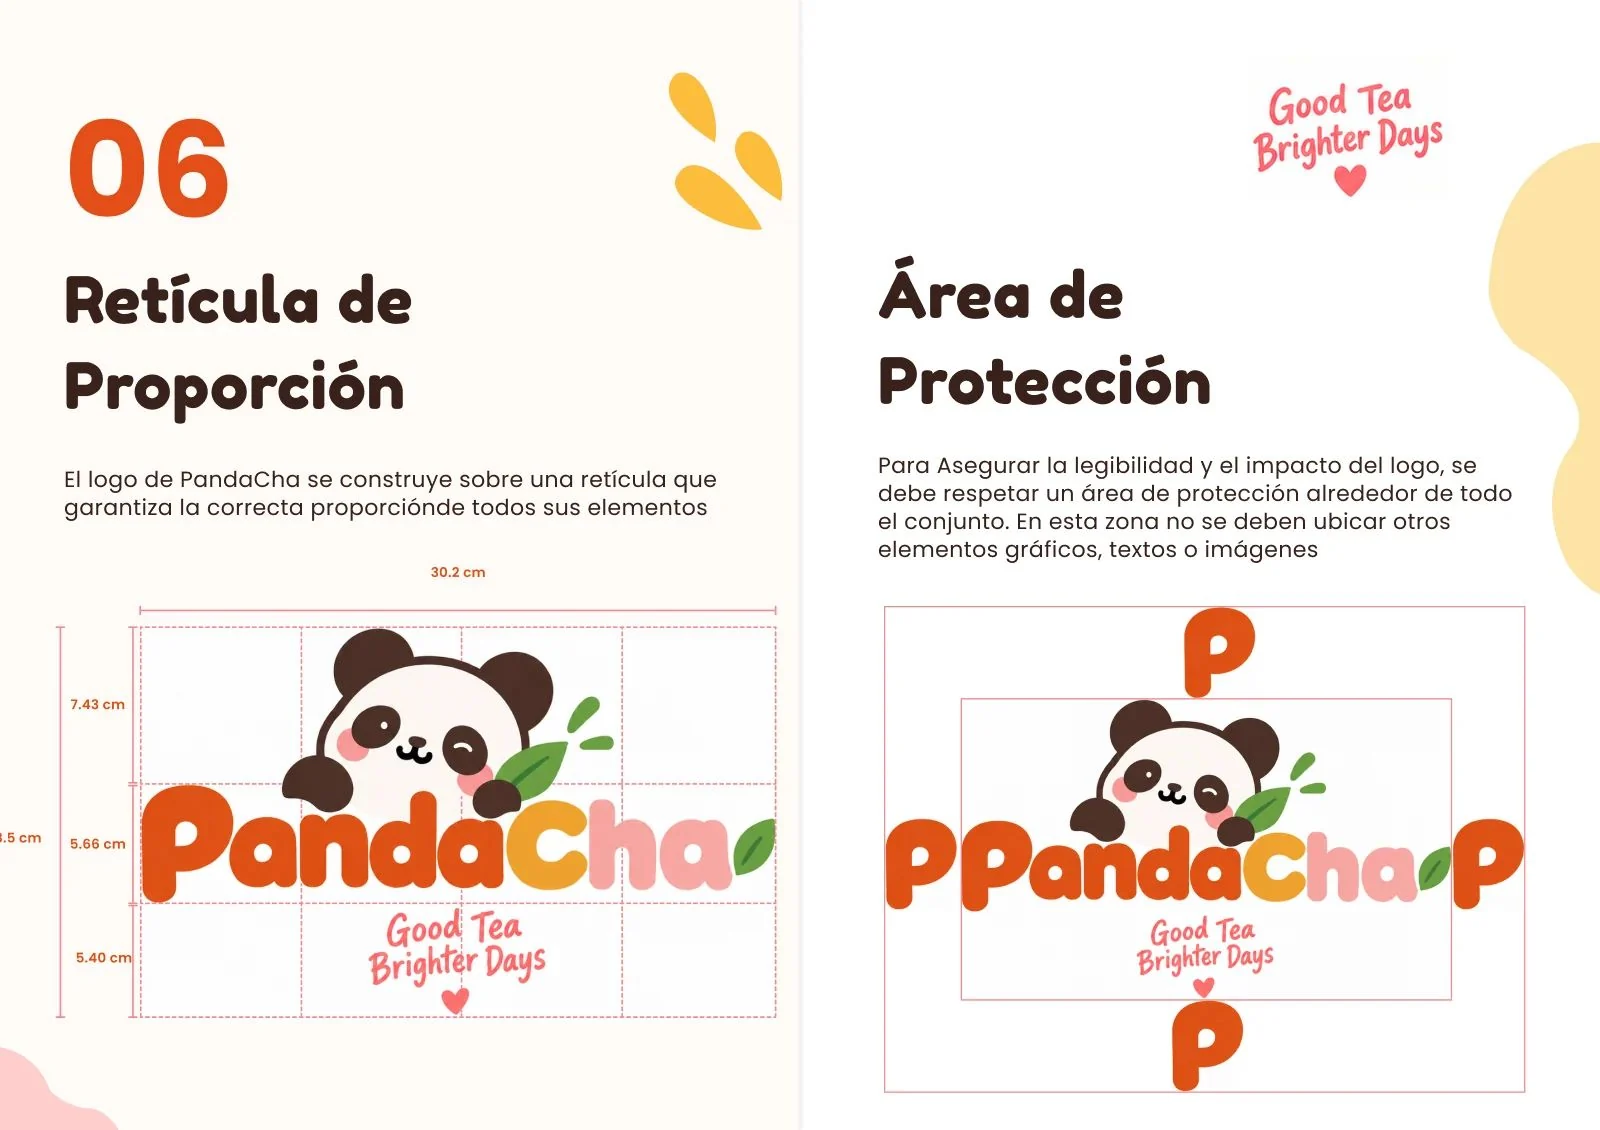 06
Retícula de
Proporción
El logo de PandaCha se construye sobre una retícula que
garantiza la correcta proporciónde todos sus elementos
30.2 cm
7.43 cm
.5 cm
5.66 cm
5.40 cm
PandaCha
Good Tea
Brighter Days
Good Tea
Brighter Days
Área de
Protección
Para Asegurar la legibilidad y el impacto del logo, se
debe respetar un área de protección alrededor de todo
el conjunto. En esta zona no se deben ubicar otros
elementos gráficos, textos o imágenes
P
P PandaCha P
Good Tea
Brighter Days
P